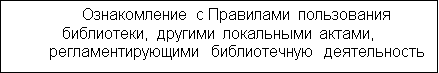 Ознакомление с Правилами пользования
библиотеки, другими локальными актами,
регламентирующими библиотечную деятельность